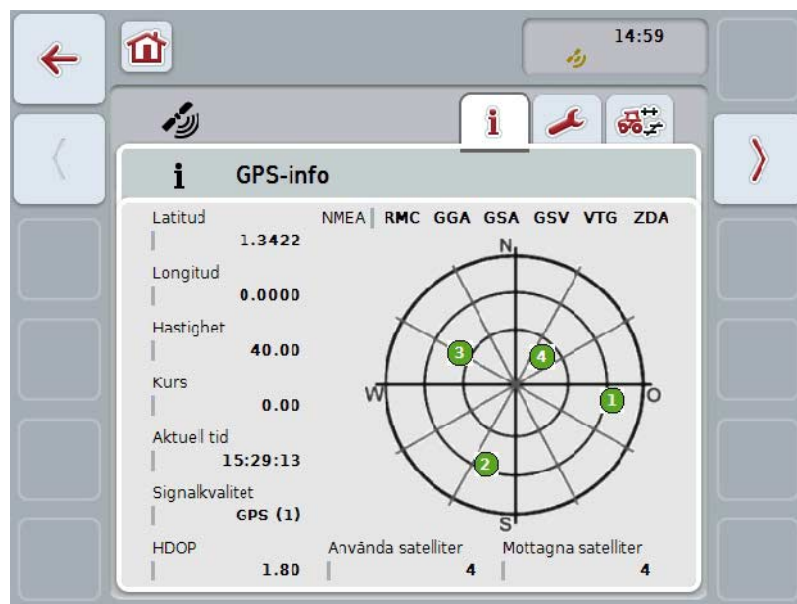 14:59
i
i GPS-info
Latitud
1.3422
Longitud
0.0000
Hastighet
40.00
Kurs
0.00
Aktuell tid
15:29:13
Signalkvalitet
GPS (1)
HDOP
1.80
NMEA RMC GGA GSA GSV VTG ZDA
N
3
4
W
1
O
2
S
Använda satelliter
4
Mottagna satelliter
4